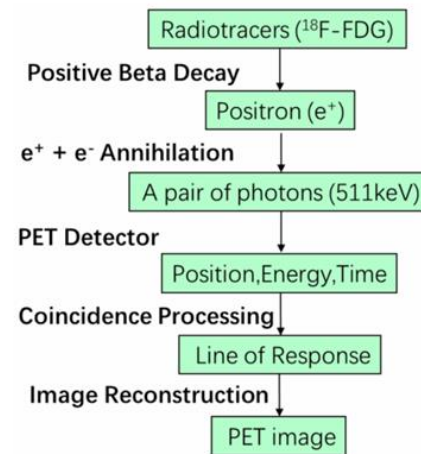 Radiotracers (¹⁸F-FDG)
Positive Beta Decay
Positron (e⁺)
e⁺ + e⁻ Annihilation
A pair of photons (511keV)
PET Detector
Position,Energy,Time
Coincidence Processing
Line of Response
Image Reconstruction
PET image